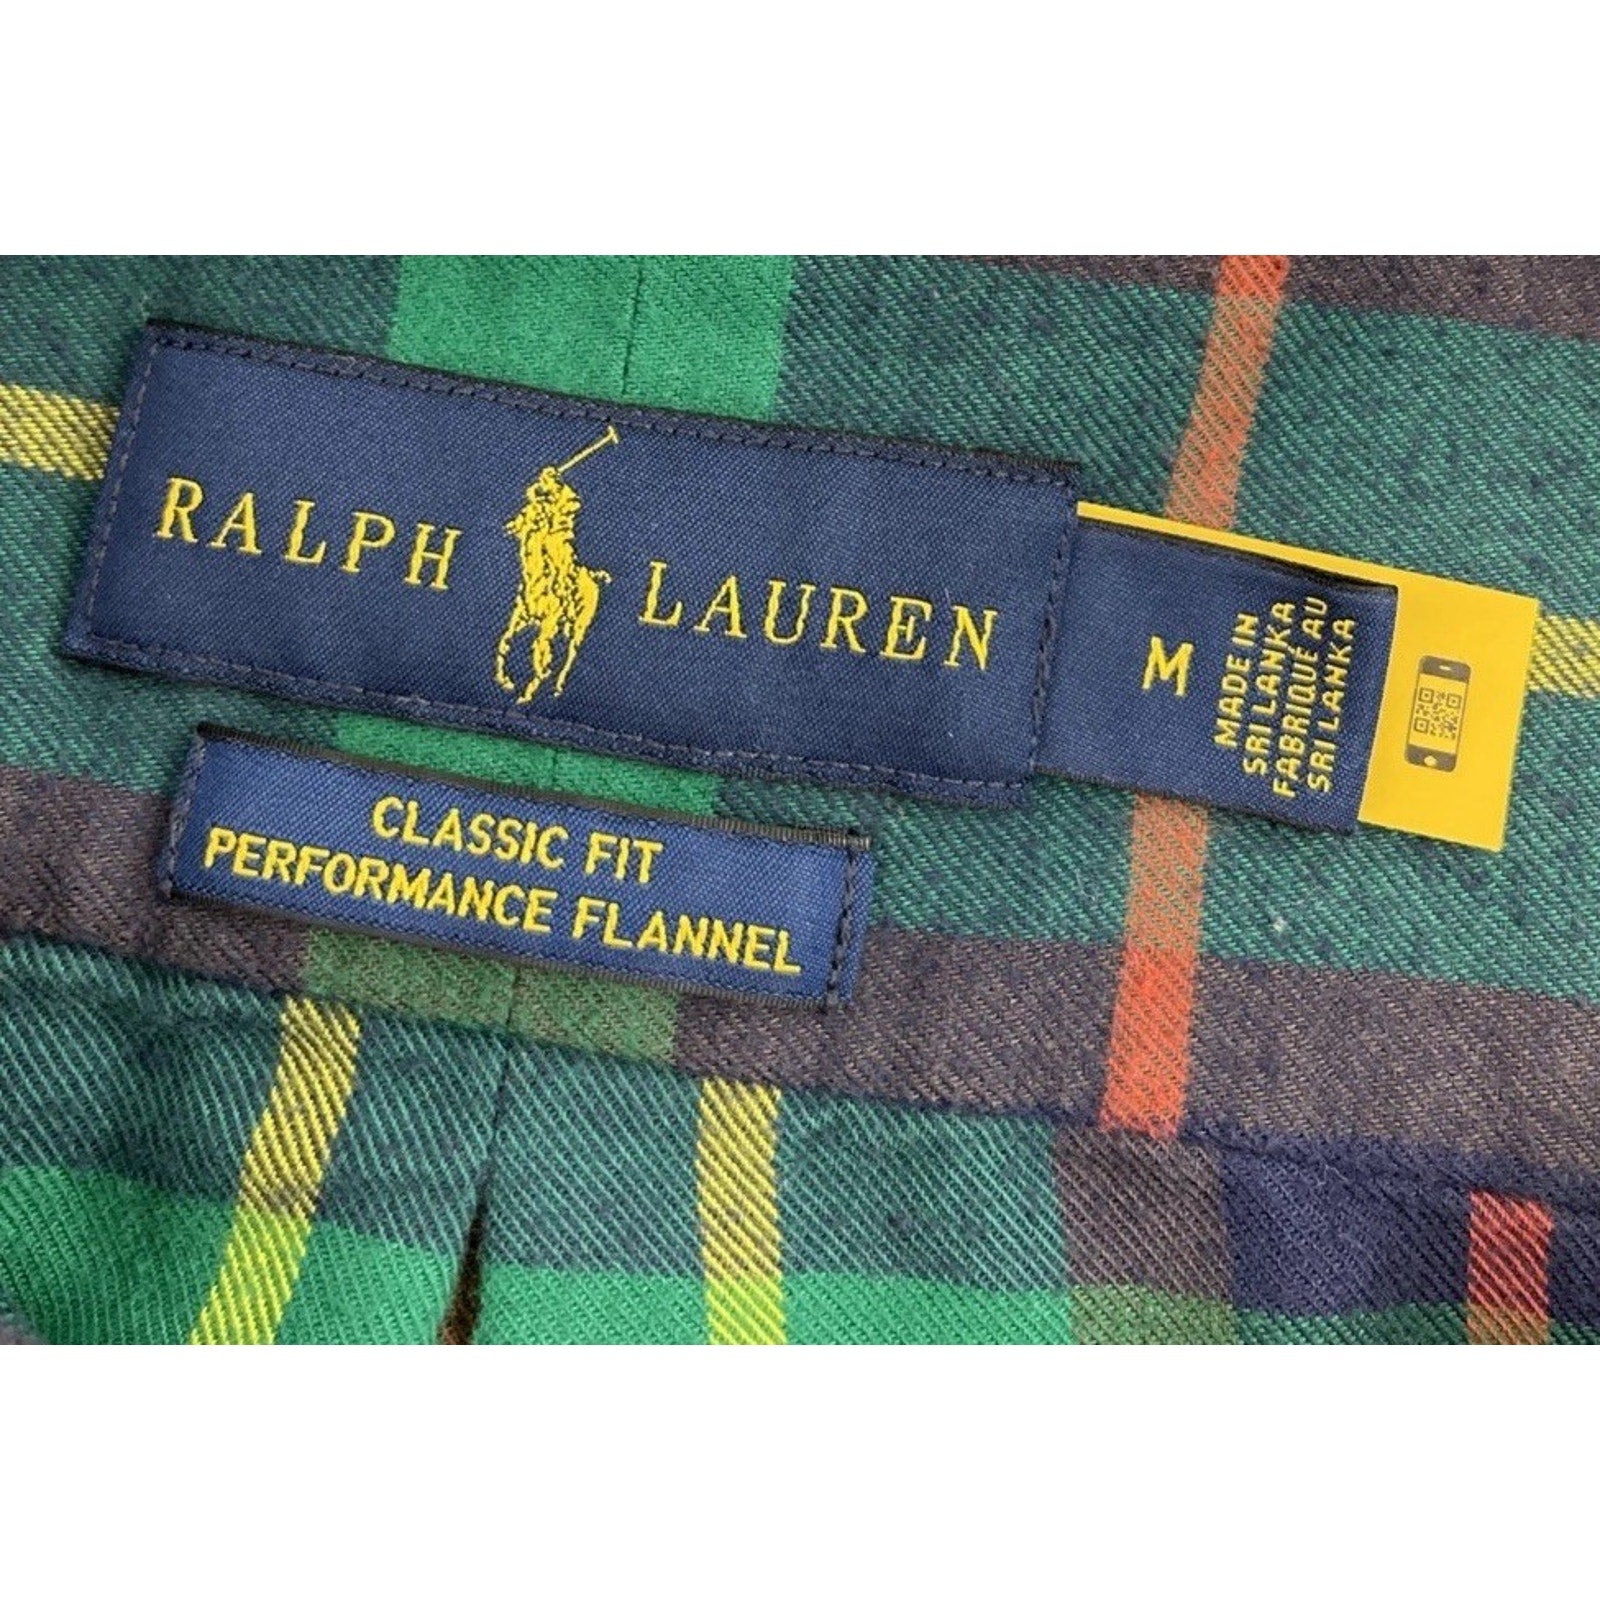 RALPH LAUREN
M
MADE IN
SRI LANKA
FABRIQUÉ AU
SRI LANKA
CLASSIC FIT
PERFORMANCE FLANNEL